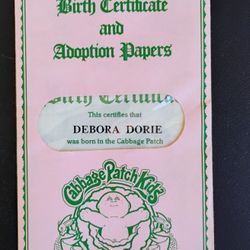 Birth Certificate
and
Adoption Papers
Birth Certificate
This certifies that
DEBORA DORIE
was born in the Cabbage Patch
Cabbage Patch Kids